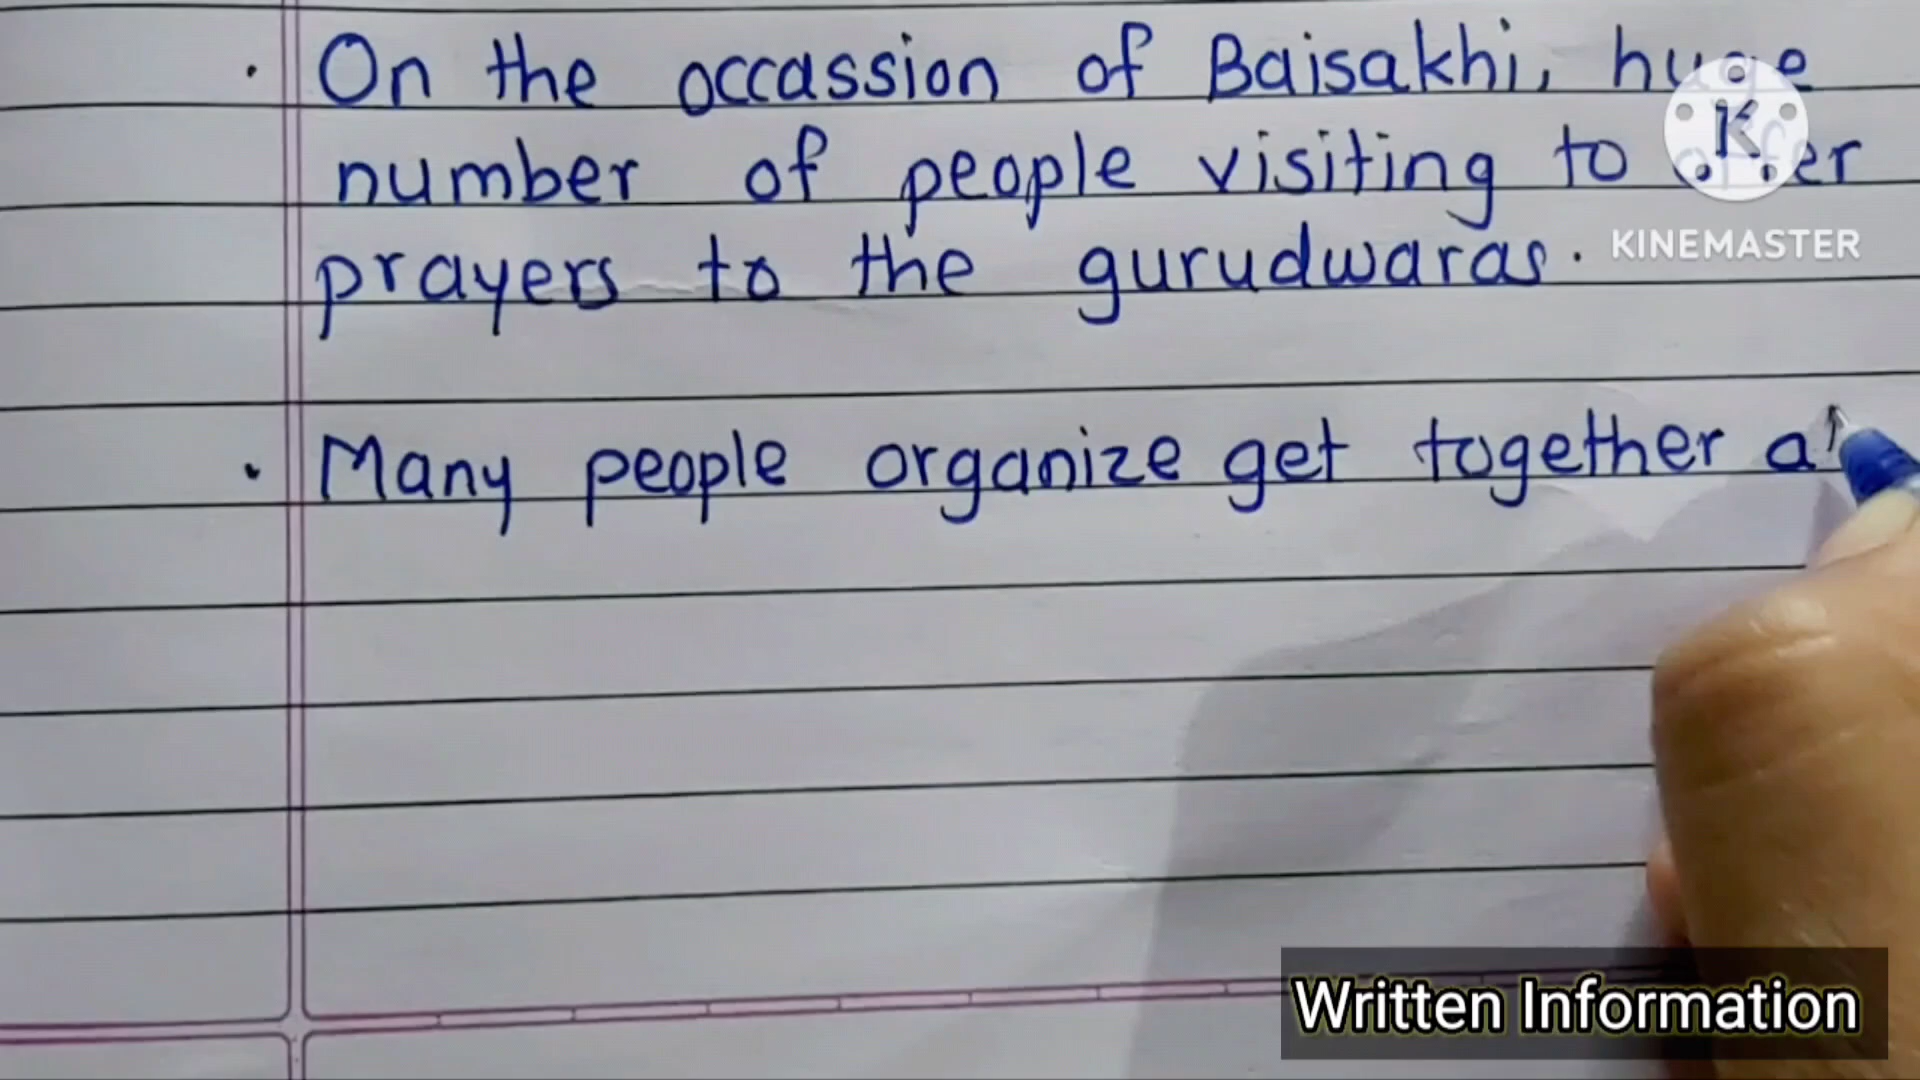 · On the occassion of Baisakhi, huge
number of people visiting to offer
prayers to the gurudwaras.
KINEMASTER
· Many people organize get together
Written Information